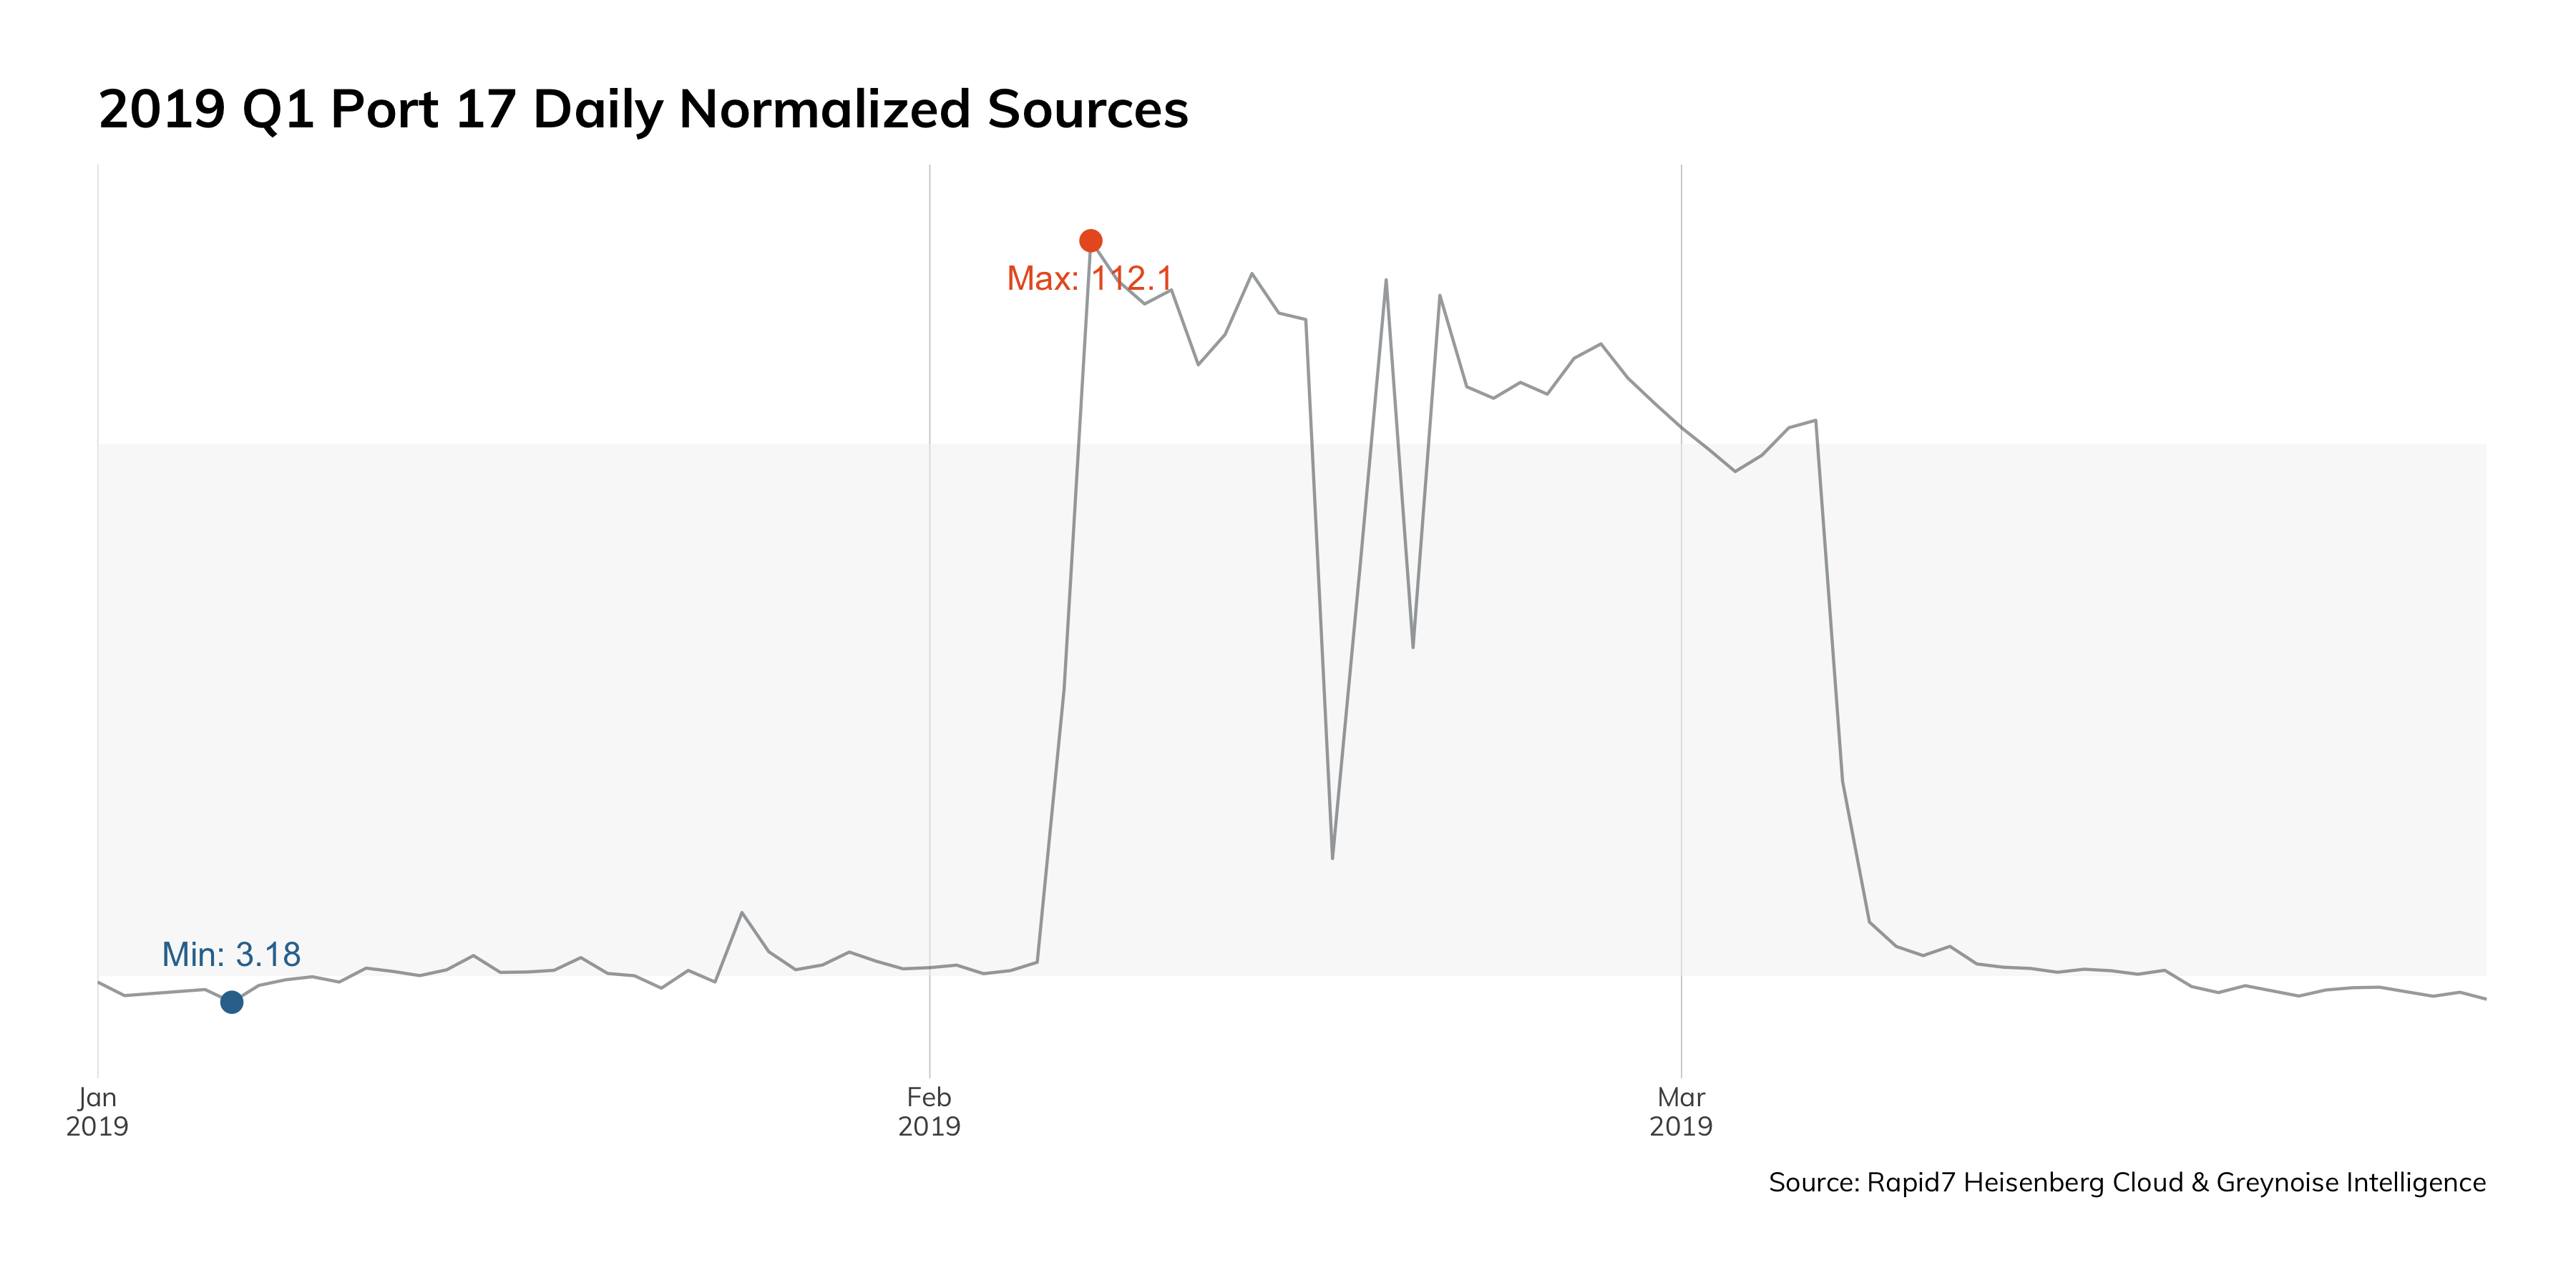 2019 Q1 Port 17 Daily Normalized Sources
Max: 112.1
Min: 3.18
Jan
2019
Feb
2019
Mar
2019
Source: Rapid7 Heisenberg Cloud & Greynoise Intelligence